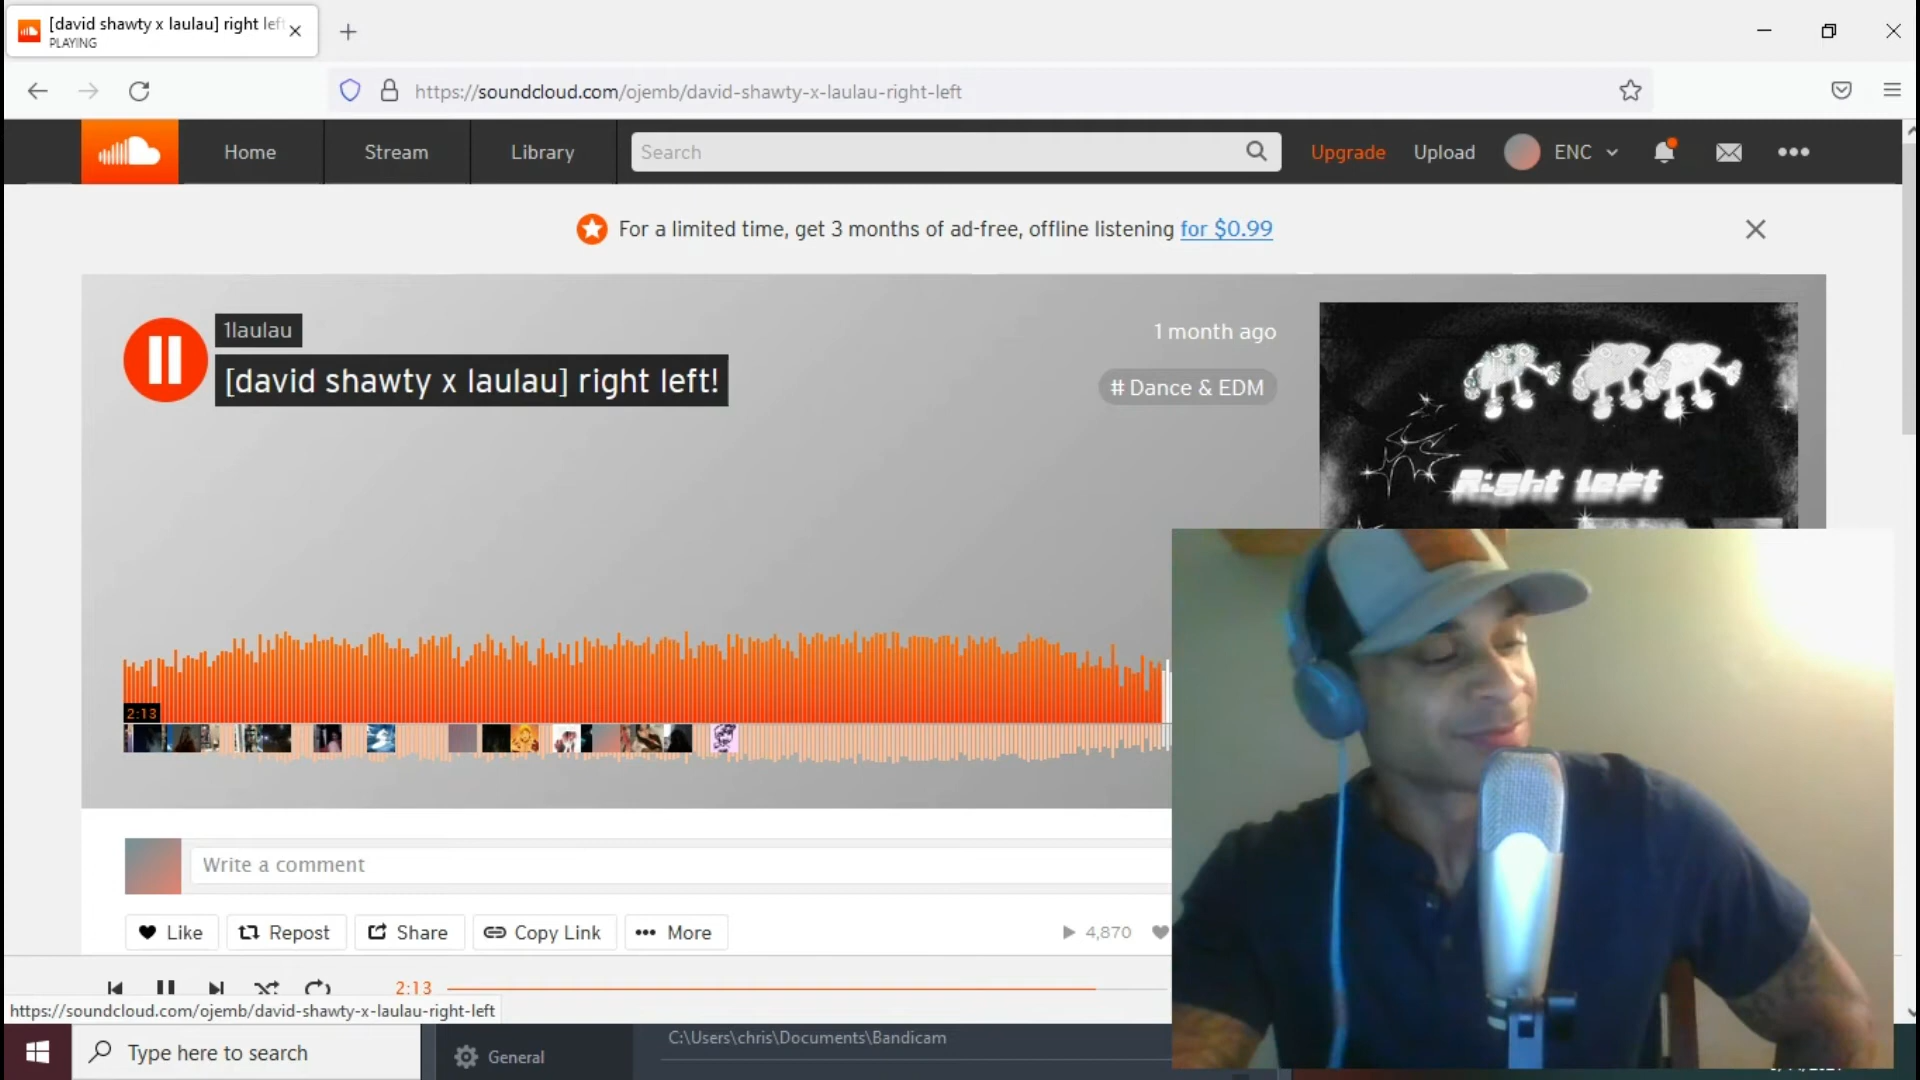 [david shawty x laulau] right lef
PLAYING
https://soundcloud.com/ojemb/david-shawty-x-laulau-right-left
Home
Stream
Library
Search
Upgrade
Upload
ENC
For a limited time, get 3 months of ad-free, offline listening for $0.99
1laulau
[david shawty x laulau] right left!
1 month ago
# Dance & EDM
Right left
2:13
Write a comment
Like
Repost
Share
Copy Link
More
4,870
2:13
https://soundcloud.com/ojemb/david-shawty-x-laulau-right-left
Type here to search
General
C:\Users\chris\Documents\Bandicam